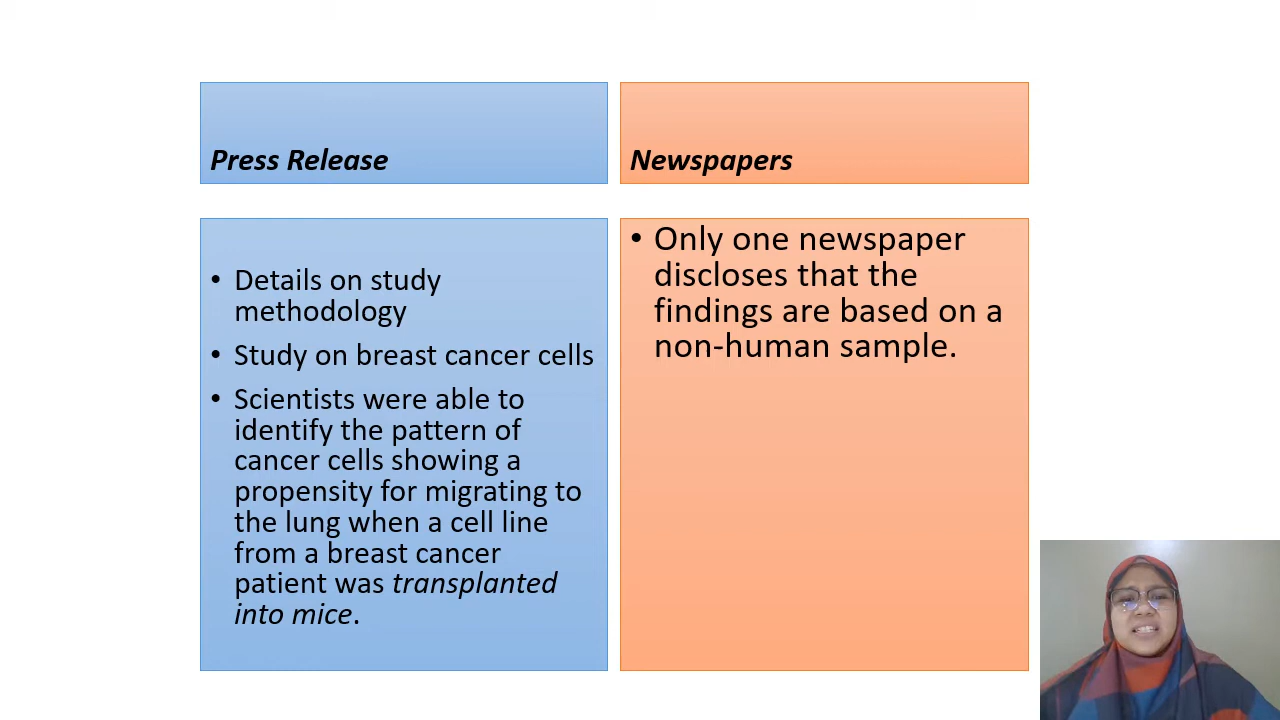 Press Release
Newspapers
• Details on study
methodology
• Study on breast cancer cells
• Scientists were able to
identify the pattern of
cancer cells showing a
propensity for migrating to
the lung when a cell line
from a breast cancer
patient was transplanted
into mice.
• Only one newspaper
discloses that the
findings are based on a
non-human sample.